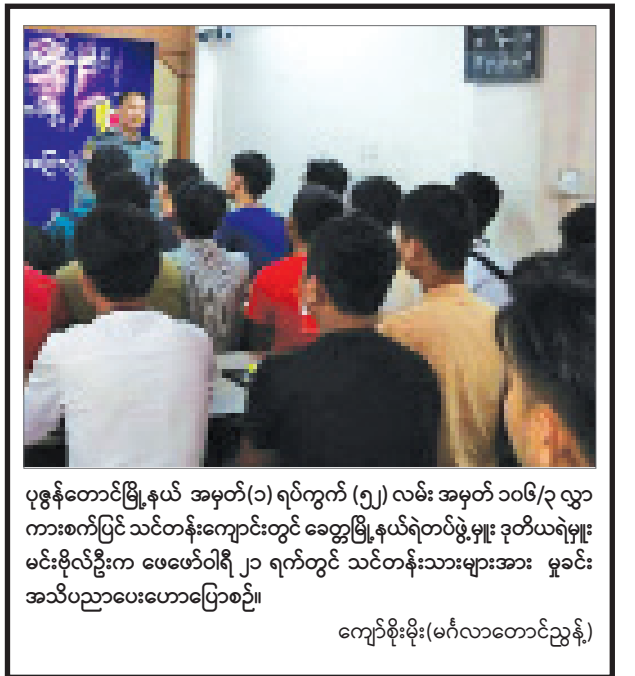 ပုဇွန်တောင်မြို့နယ် အမှတ်(၁) ရပ်ကွက် (၅၂) လမ်း အမှတ် ၁၀၆/၃ လွှာ
ကားစက်ပြင် သင်တန်းကျောင်းတွင် ခေတ္တမြို့နယ်ရဲတပ်ဖွဲ့မှူး ဒုတိယရဲမှူး
မင်းဗိုလ်ဦးက ဖေဖော်ဝါရီ ၂၁ ရက်တွင် သင်တန်းသားများအား မှုခင်း
အသိပညာပေးဟောပြောစဉ်။
ကျော်စိုးမိုး(မင်္ဂလာတောင်ညွန့်)